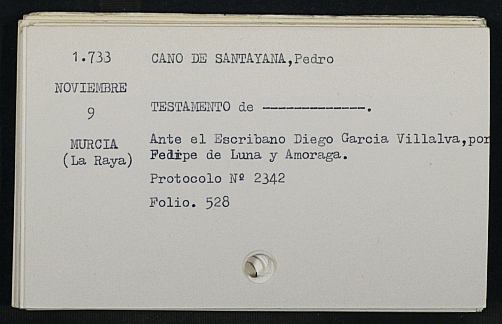 1.733 CANO DE SANTAYANA,Pedro
NOVIEMBRE
9 TESTAMENTO de -------------.
MURCIA Ante el Escribano Diego Garcia Villalva,por
(La Raya) Fedipe de Luna y Amoraga.
Protocolo Nº 2342
Folio. 528